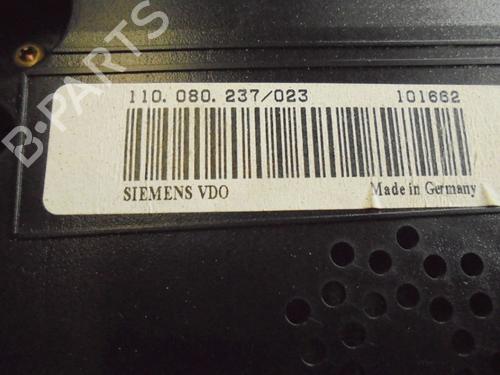 B-PARTS
110.080.237/023 101662
SIEMENS VDO Made in Germany